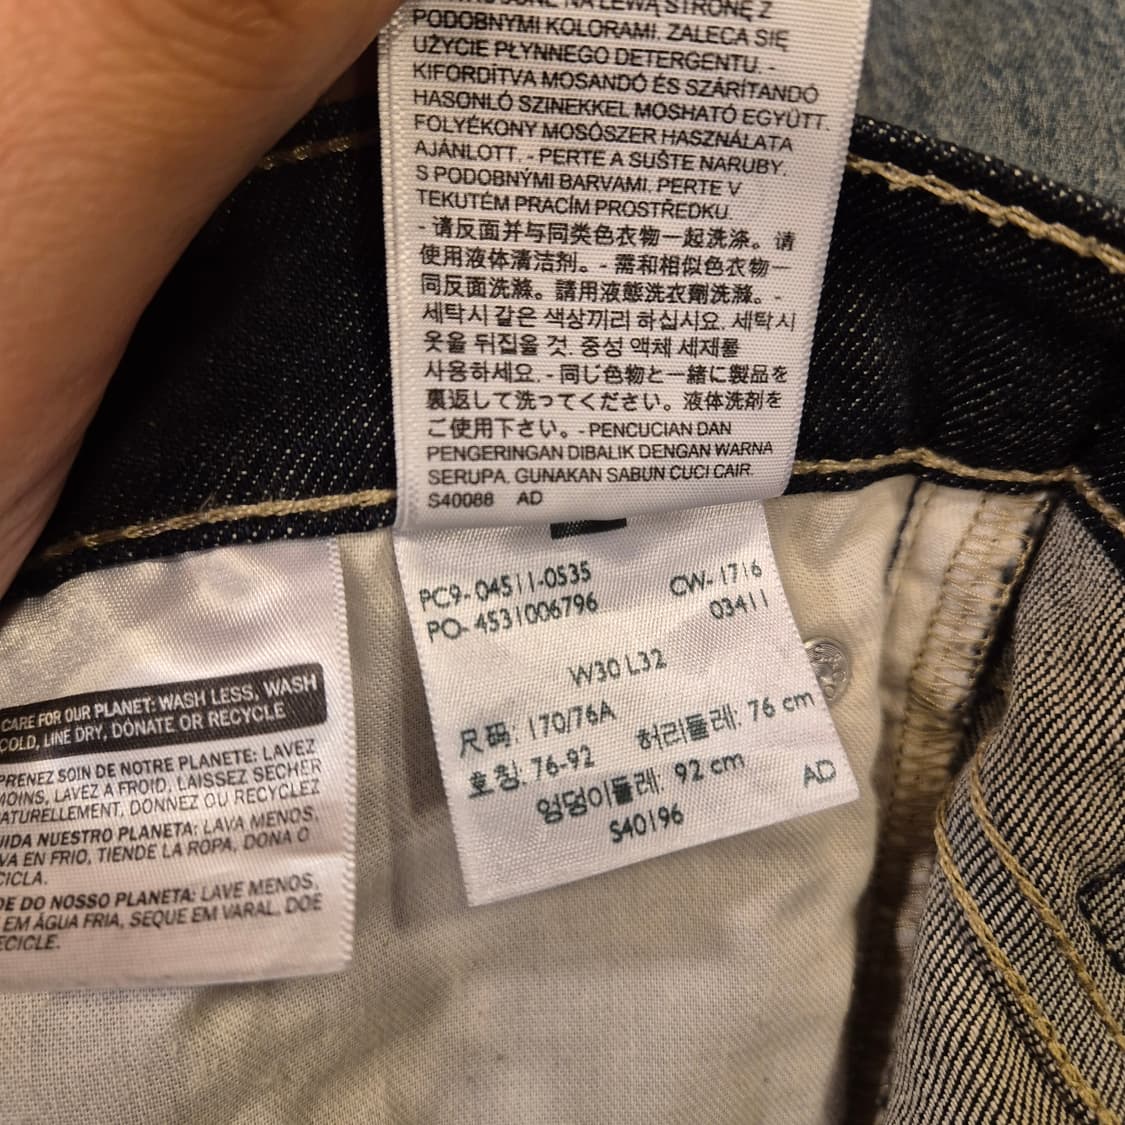 NA LEWĄ STRONĘ Z
PODOBNYMI KOLORAMI. ZALECA SIĘ
UŻYCIE PŁYNNEGO DETERGENTU. -
KIFORDÍTVA MOSANDÓ ÉS SZÁRÍTANDÓ
HASONLÓ SZINEKKEL MOSHATÓ EGYÜTT.
FOLYÉKONY MOSÓSZER HASZNÁLATA
AJÁNLOTT. - PERTE A SUŠTE NARUBY.
S PODOBNÝMI BARVAMI. PERTE V
TEKUTÉM PRACÍM PROSTŘEDKU.
- 请反面并与同类色衣物一起洗涤。请
使用液体清洁剂。- 需和相似色衣物一
同反面洗滌。請用液態洗衣劑洗滌。-
세탁시 같은 색상끼리 하십시요. 세탁시
옷을 뒤집을 것. 중성 액체 세제를
사용하세요. - 同じ色物と一緒に製品を
裏返して洗ってください。液体洗剤を
ご使用下さい。- PENCUCIAN DAN
PENGERINGAN DIBALIK DENGAN WARNA
SERUPA. GUNAKAN SABUN CUCI CAIR.
S40088 AD
PC9-04511-0535 CW-1716
PO-4531006796 03411
W30 L32
尺码: 170/76A
호칭: 76-92 허리둘레: 76 cm
엉덩이둘레: 92 cm AD
S40196
CARE FOR OUR PLANET: WASH LESS, WASH
COLD, LINE DRY, DONATE OR RECYCLE
PRENEZ SOIN DE NOTRE PLANETE: LAVEZ
MOINS, LAVEZ A FROID, LAISSEZ SECHER
ATURELLEMENT, DONNEZ OU RECYCLEZ
UIDA NUESTRO PLANETA: LAVA MENOS,
VA EN FRIO, TIENDE LA ROPA, DONA O
CICLA.
DE DO NOSSO PLANETA: LAVE MENOS,
EM ÁGUA FRIA, SEQUE EM VARAL, DOE
ECICLE.